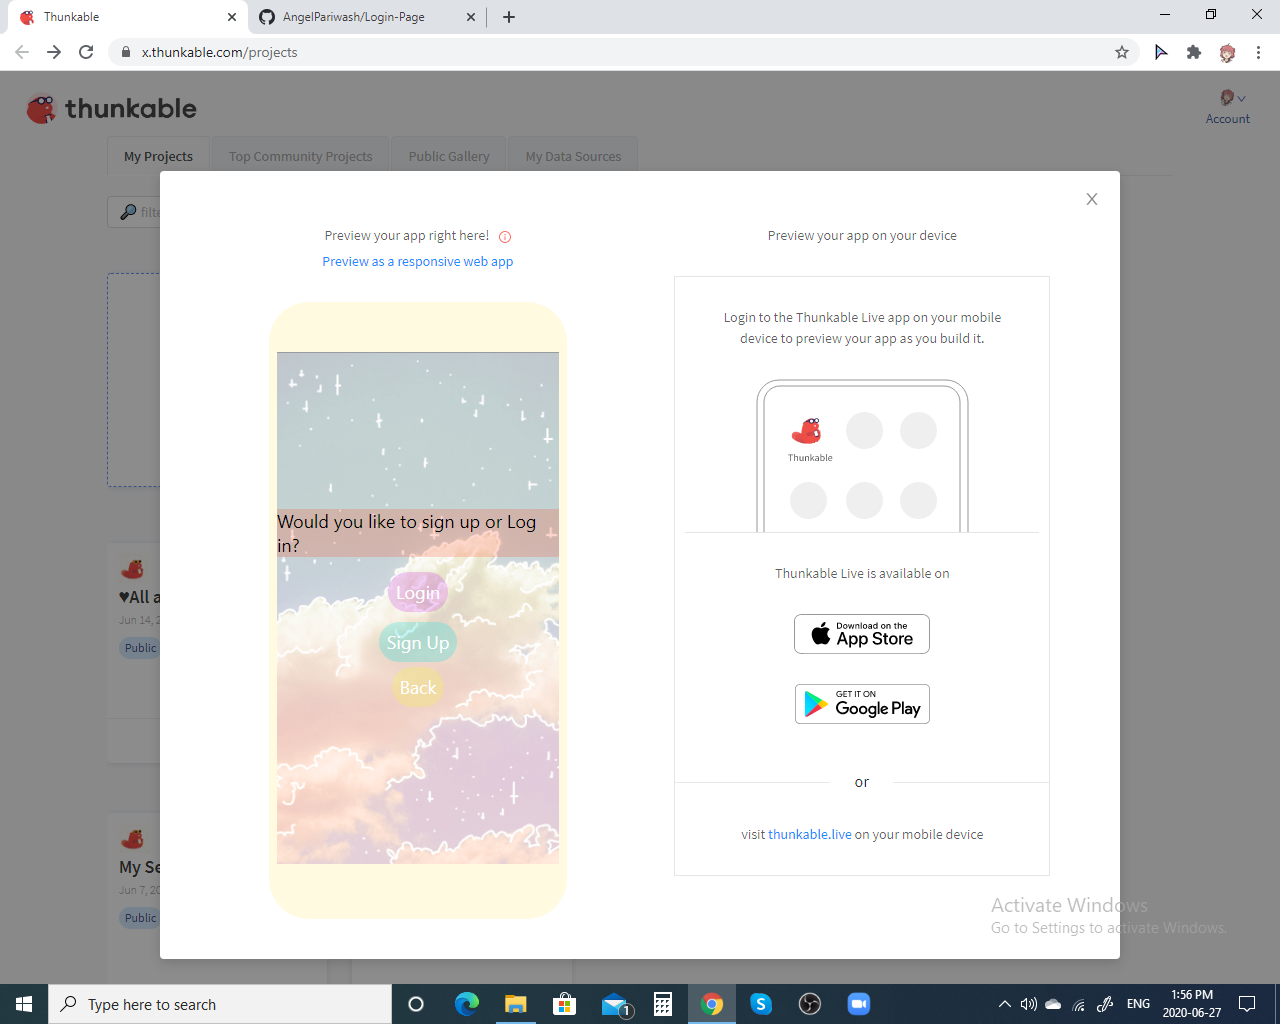 Thunkable
AngelPariwash/Login-Page
x.thunkable.com/projects
thunkable
Account
My Projects
Top Community Projects
Public Gallery
My Data Sources
filte
X
Preview your app right here!
Preview as a responsive web app
Would you like to sign up or Log
in?
Login
Sign Up
Back
Preview your app on your device
Login to the Thunkable Live app on your mobile
device to preview your app as you build it.
Thunkable
Thunkable Live is available on
Download on the
App Store
GET IT ON
Google Play
or
visit thunkable.live on your mobile device
♥All a
Jun 14, 2
Public
My Se
Jun 7, 20
Public
Activate Windows
Go to Settings to activate Windows.
Type here to search
1
ENG
1:56 PM
2020-06-27